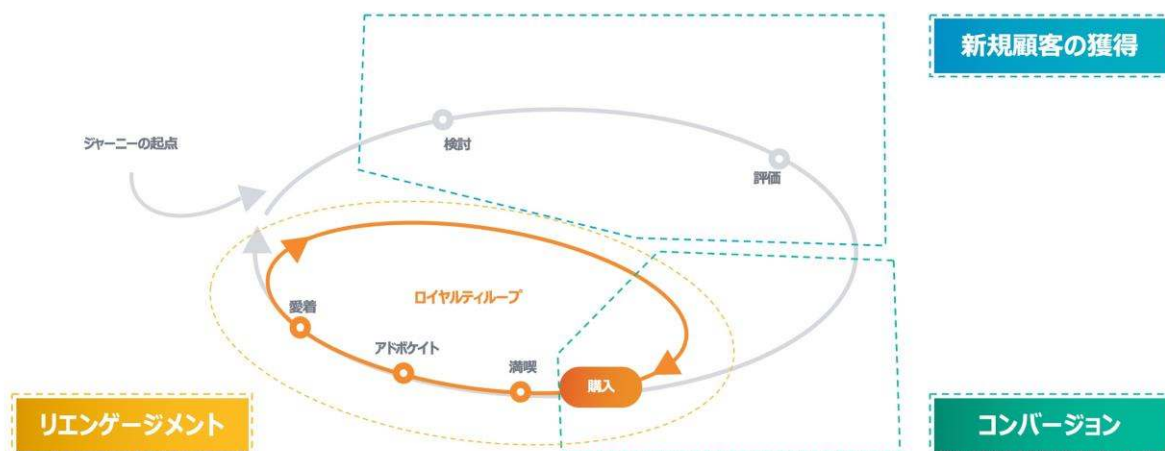 新規顧客の獲得
ジャーニーの起点
検討
評価
ロイヤルティループ
愛着
アドボケイト
満喫
購入
リエンゲージメント
コンバージョン